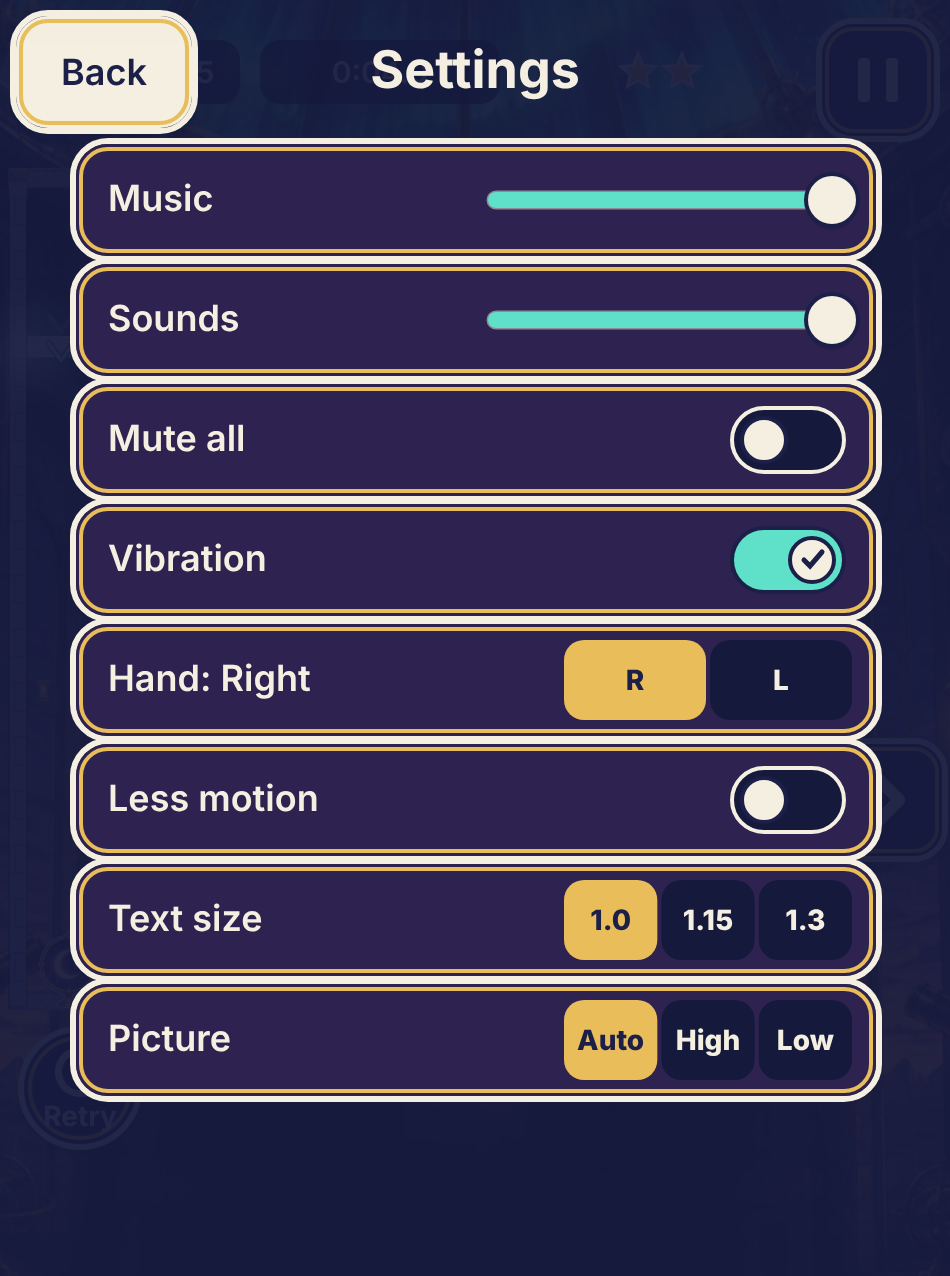 Back
Settings
Music
Sounds
Mute all
Vibration
Hand: Right
R
L
Less motion
Text size
1.0
1.15
1.3
Picture
Auto
High
Low
Retry